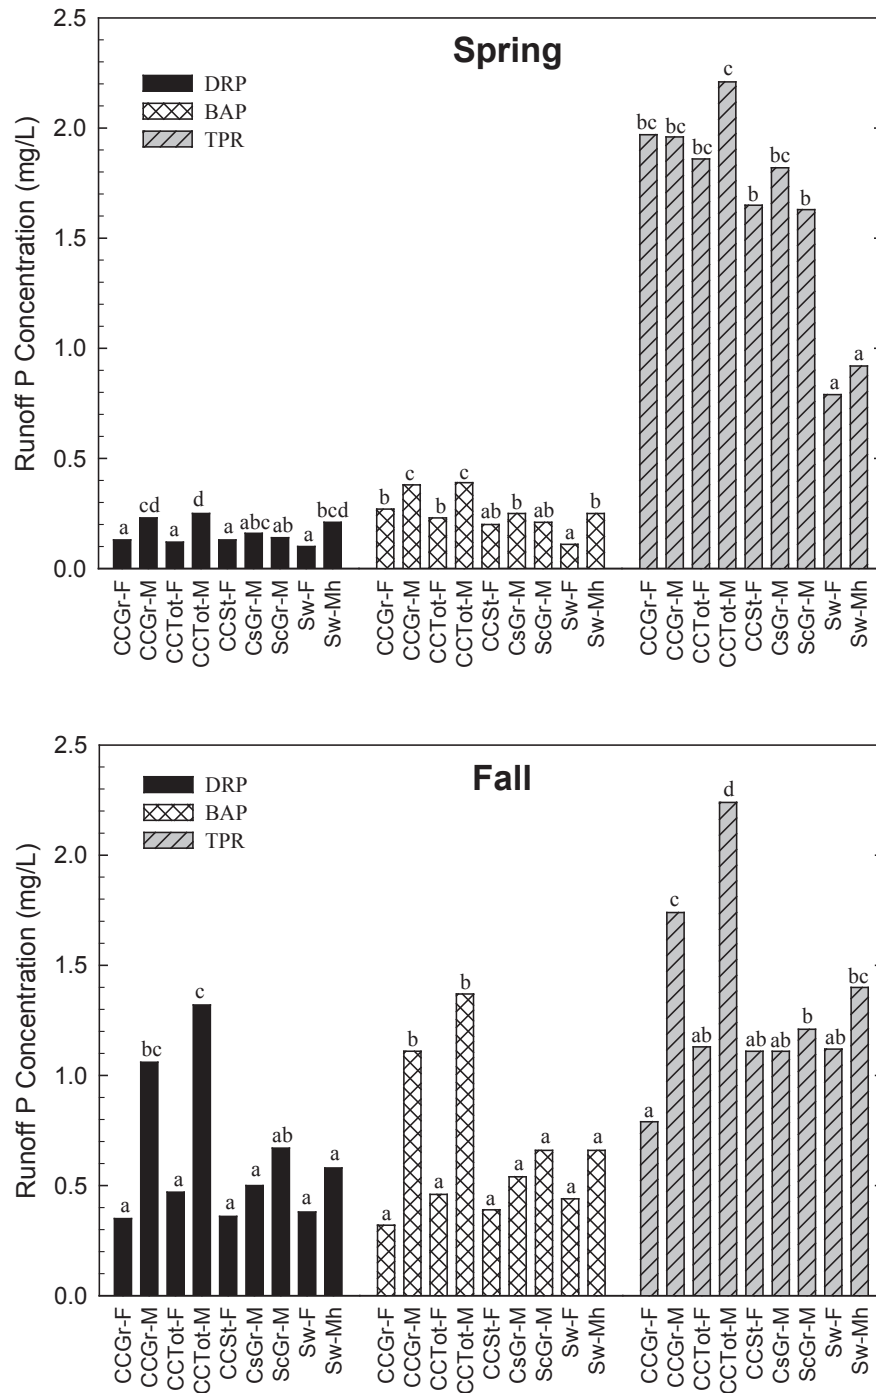 Spring
Runoff P Concentration (mg/L)
2.5
2.0
1.5
1.0
0.5
0.0
DRP
BAP
TPR
a cd a d a abc ab a bcd
b c b c ab b ab a b
bc bc bc c b bc b a a
CCGr-F CCGr-M CCTot-F CCTot-M CCSt-F CsGr-M ScGr-M Sw-F Sw-Mh
CCGr-F CCGr-M CCTot-F CCTot-M CCSt-F CsGr-M ScGr-M Sw-F Sw-Mh
CCGr-F CCGr-M CCTot-F CCTot-M CCSt-F CsGr-M ScGr-M Sw-F Sw-Mh
Fall
Runoff P Concentration (mg/L)
2.5
2.0
1.5
1.0
0.5
0.0
DRP
BAP
TPR
a bc a c a a ab a a
a b a b a a a a a
a c ab d ab ab b ab bc
CCGr-F CCGr-M CCTot-F CCTot-M CCSt-F CsGr-M ScGr-M Sw-F Sw-Mh
CCGr-F CCGr-M CCTot-F CCTot-M CCSt-F CsGr-M ScGr-M Sw-F Sw-Mh
CCGr-F CCGr-M CCTot-F CCTot-M CCSt-F CsGr-M ScGr-M Sw-F Sw-Mh